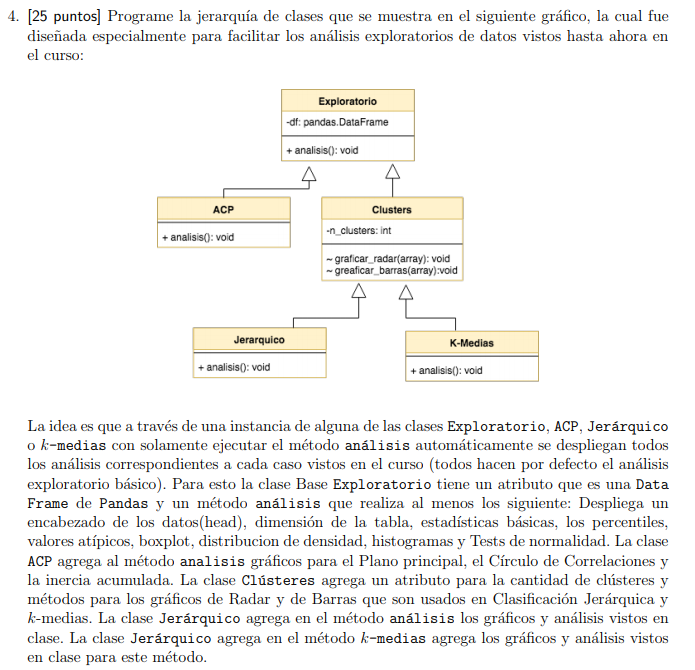 4. [25 puntos] Programe la jerarquía de clases que se muestra en el siguiente gráfico, la cual fue
diseñada especialmente para facilitar los análisis exploratorios de datos vistos hasta ahora en
el curso:
Exploratorio
-df: pandas.DataFrame
+ analisis(): void
ACP
+ analisis(): void
Clusters
-n_clusters: int
~ graficar_radar(array): void
~ greaficar_barras(array):void
Jerarquico
+ analisis(): void
K-Medias
+ analisis(): void
La idea es que a través de una instancia de alguna de las clases Exploratorio, ACP, Jerárquico
o k-medias con solamente ejecutar el método análisis automáticamente se despliegan todos
los análisis correspondientes a cada caso vistos en el curso (todos hacen por defecto el análisis
exploratorio básico). Para esto la clase Base Exploratorio tiene un atributo que es una Data
Frame de Pandas y un método análisis que realiza al menos los siguiente: Despliega un
encabezado de los datos(head), dimensión de la tabla, estadísticas básicas, los percentiles,
valores atípicos, boxplot, distribucion de densidad, histogramas y Tests de normalidad. La clase
ACP agrega al método analisis gráficos para el Plano principal, el Círculo de Correlaciones y
la inercia acumulada. La clase Clústeres agrega un atributo para la cantidad de clústeres y
métodos para los gráficos de Radar y de Barras que son usados en Clasificación Jerárquica y
k-medias. La clase Jerárquico agrega en el método análisis los gráficos y análisis vistos en
clase. La clase Jerárquico agrega en el método k-medias agrega los gráficos y análisis vistos
en clase para este método.